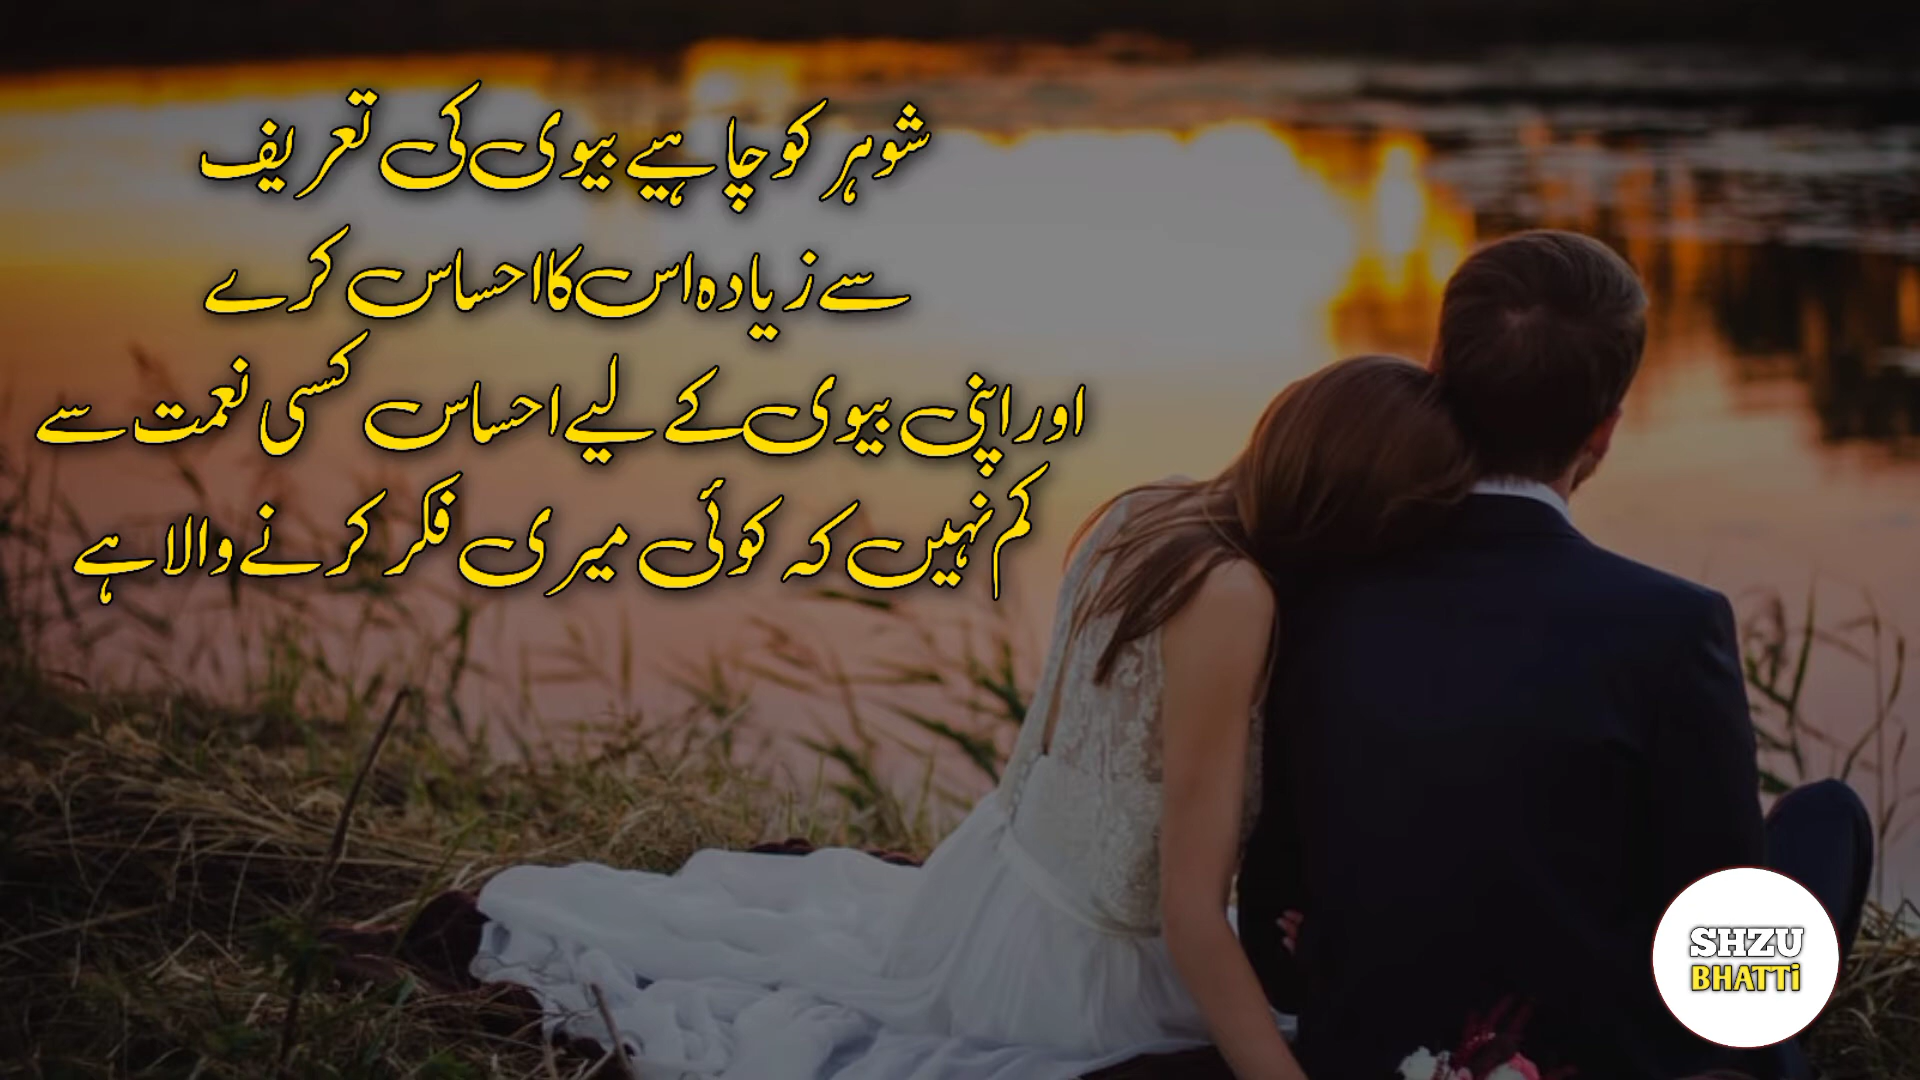 شوہر کو چاہیے بیوی کی تعریف
سے زیادہ اس کا احساس کرے
اور اپنی بیوی کے لیے احساس کسی نعمت سے
کم نہیں کہ کوئی میری فکر کرنے والا ہے
SHZU
BHATTi